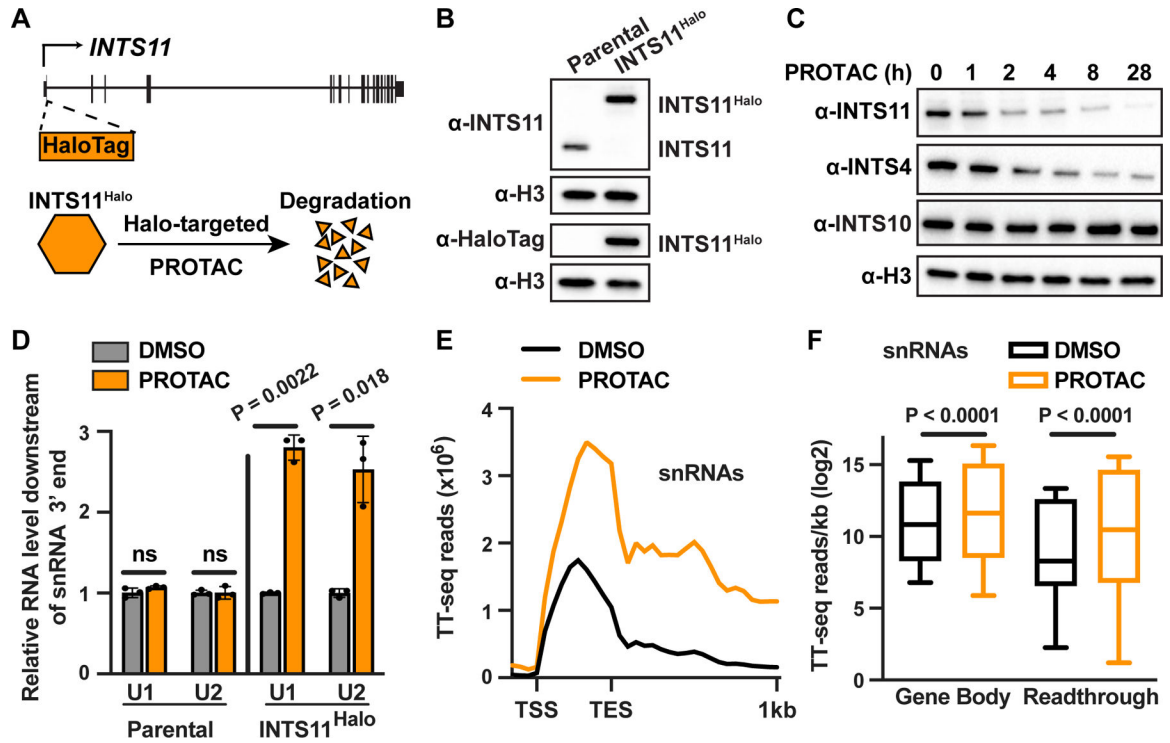 A
INTS11
HaloTag
INTS11Halo
Halo-targeted
PROTAC
Degradation
B
Parental
INTS11Halo
α-INTS11
INTS11Halo
INTS11
α-H3
α-HaloTag
INTS11Halo
α-H3
C
PROTAC (h) 0 1 2 4 8 28
α-INTS11
α-INTS4
α-INTS10
α-H3
D
DMSO
PROTAC
Relative RNA level downstream
of snRNA 3' end
4
3
2
1
0
ns
ns
P = 0.0022
P = 0.018
U1 U2 U1 U2
Parental INTS11Halo
E
DMSO
PROTAC
TT-seq reads (x10⁶)
4
3
2
1
0
snRNAs
TSS TES 1kb
F
snRNAs
DMSO
PROTAC
P < 0.0001 P < 0.0001
TT-seq reads/kb (log2)
15
10
5
0
Gene Body Readthrough